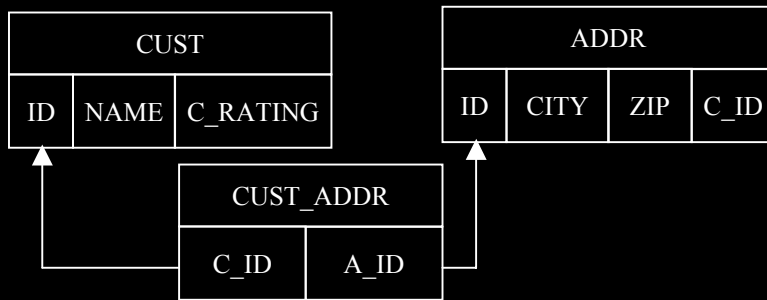 CUST
ID NAME C_RATING
ADDR
ID CITY ZIP C_ID
CUST_ADDR
C_ID A_ID